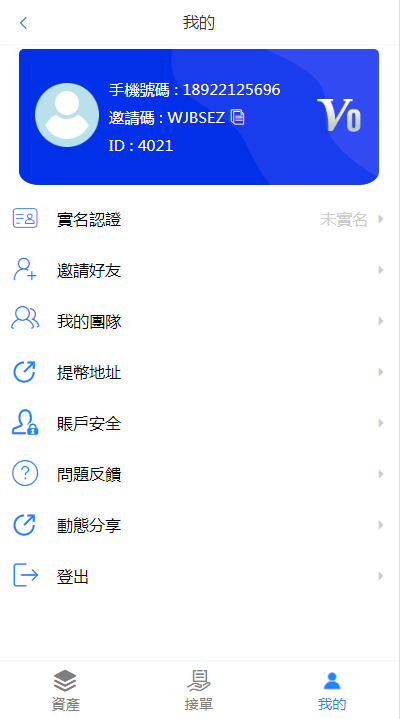 我的
手機號碼 : 18922125696
邀請碼 : WJBSEZ
ID : 4021
V0
實名認證 未實名
邀請好友
我的團隊
提幣地址
賬戶安全
問題反饋
動態分享
登出
資產 接單 我的